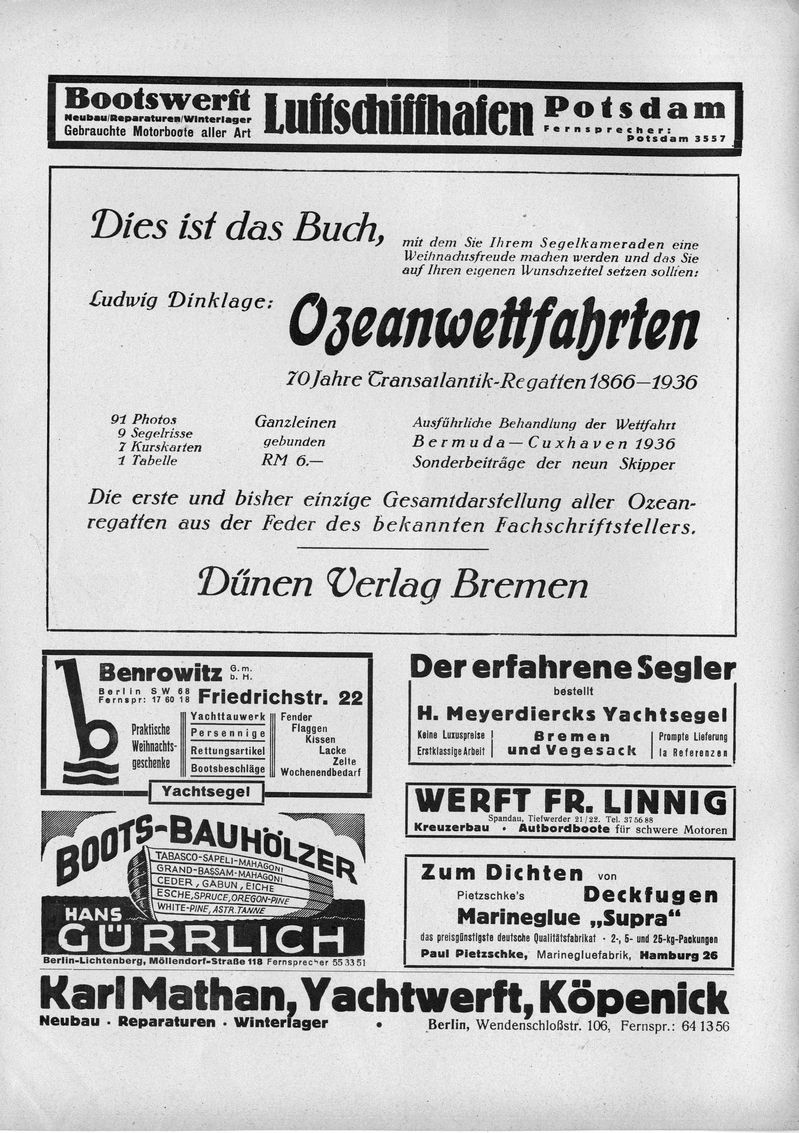 Bootswerft
Neubau/Reparaturen/Winterlager
Gebrauchte Motorboote aller Art
Luftschiffhafen
Potsdam
Fernsprecher:
Potsdam 3557
Dies ist das Buch,
mit dem Sie Ihrem Segelkameraden eine
Weihnachtsfreude machen werden und das Sie
auf Ihren eigenen Wunschzettel setzen sollten:
Ludwig Dinklage:
Ozeanwettfahrten
70 Jahre Transatlantik-Regatten 1866—1936
91 Photos
9 Segelrisse
7 Kurskarten
1 Tabelle
Ganzleinen
gebunden
RM 6.—
Ausführliche Behandlung der Wettfahrt
Bermuda—Cuxhaven 1936
Sonderbeiträge der neun Skipper
Die erste und bisher einzige Gesamtdarstellung aller Ozean-
regatten aus der Feder des bekannten Fachschriftstellers.
Dünen Verlag Bremen
Benrowitz G.m.
b.H.
Berlin SW 68
Fernspr: 17 60 18
Friedrichstr. 22
Praktische
Weihnachts-
geschenke
Yachttauwerk
Persennige
Rettungsartikel
Bootsbeschläge
Fender
Flaggen
Kissen
Lacke
Zelte
Wochenendbedarf
Yachtsegel
Der erfahrene Segler
bestellt
H. Meyerdiercks Yachtsegel
Keine Luxuspreise
Erstklassige Arbeit
Bremen
und Vegesack
Prompte Lieferung
Ia Referenzen
WERFT FR. LINNIG
Spandau, Tiefwerder 21/22. Tel. 37 56 88
Kreuzerbau · Autbordboote für schwere Motoren
BOOTS-BAUHÖLZER
TABASCO-SAPELI-MAHAGONI
GRAND-BASSAM-MAHAGONI
CEDER, GABUN, EICHE
ESCHE, SPRUCE, OREGON-PINE
WHITE-PINE, ASTR. TANNE
HANS
GÜRRLICH
Berlin-Lichtenberg, Möllendorf-Straße 118 Fernsprecher 55 33 51
Zum Dichten von
Pietzschke's Deckfugen
Marineglue „Supra“
das preisgünstigste deutsche Qualitätsfabrikat · 2-, 5- und 25-kg-Packungen
Paul Pietzschke, Marinegluefabrik, Hamburg 26
Karl Mathan, Yachtwerft, Köpenick
Neubau · Reparaturen · Winterlager • Berlin, Wendenschloßstr. 106, Fernspr.: 64 13 56